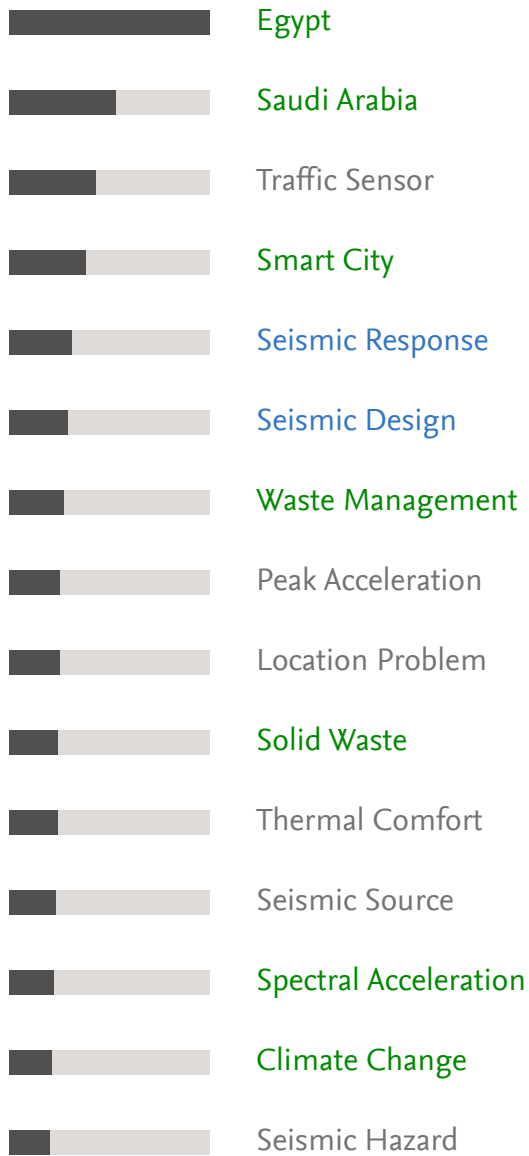 Egypt
Saudi Arabia
Traffic Sensor
Smart City
Seismic Response
Seismic Design
Waste Management
Peak Acceleration
Location Problem
Solid Waste
Thermal Comfort
Seismic Source
Spectral Acceleration
Climate Change
Seismic Hazard